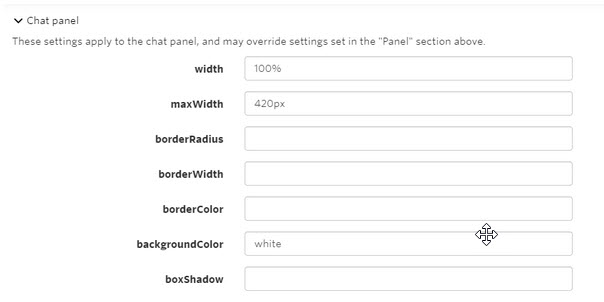 Chat panel
These settings apply to the chat panel, and may override settings set in the "Panel" section above.
width 100%
maxWidth 420px
borderRadius
borderWidth
borderColor
backgroundColor white
boxShadow